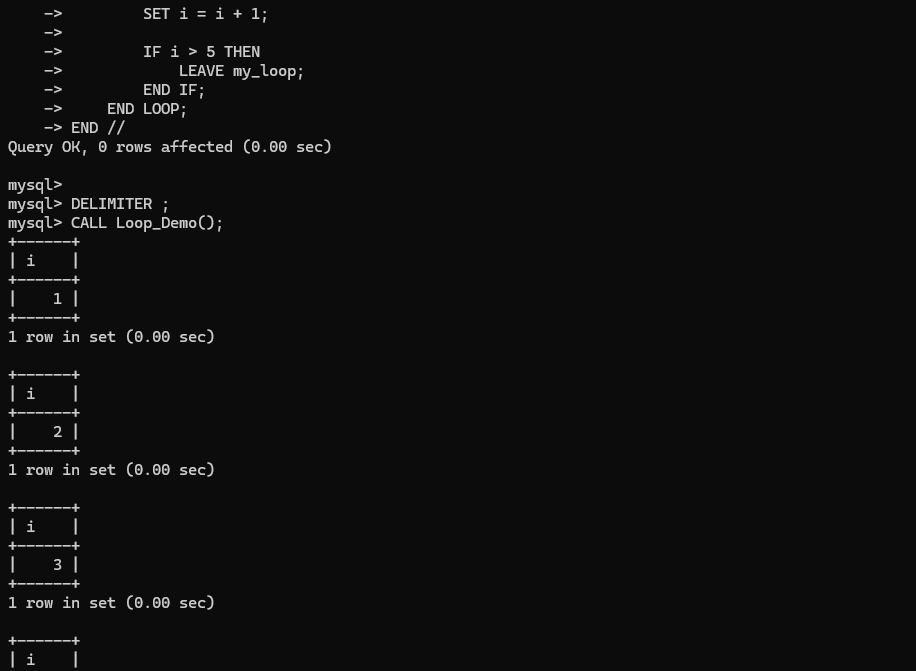 ->         SET i = i + 1;
    ->
    ->         IF i > 5 THEN
    ->             LEAVE my_loop;
    ->         END IF;
    ->     END LOOP;
    -> END //
Query OK, 0 rows affected (0.00 sec)

mysql>
mysql> DELIMITER ;
mysql> CALL Loop_Demo();
+------+
| i    |
+------+
|    1 |
+------+
1 row in set (0.00 sec)

+------+
| i    |
+------+
|    2 |
+------+
1 row in set (0.00 sec)

+------+
| i    |
+------+
|    3 |
+------+
1 row in set (0.00 sec)

+------+
| i    |